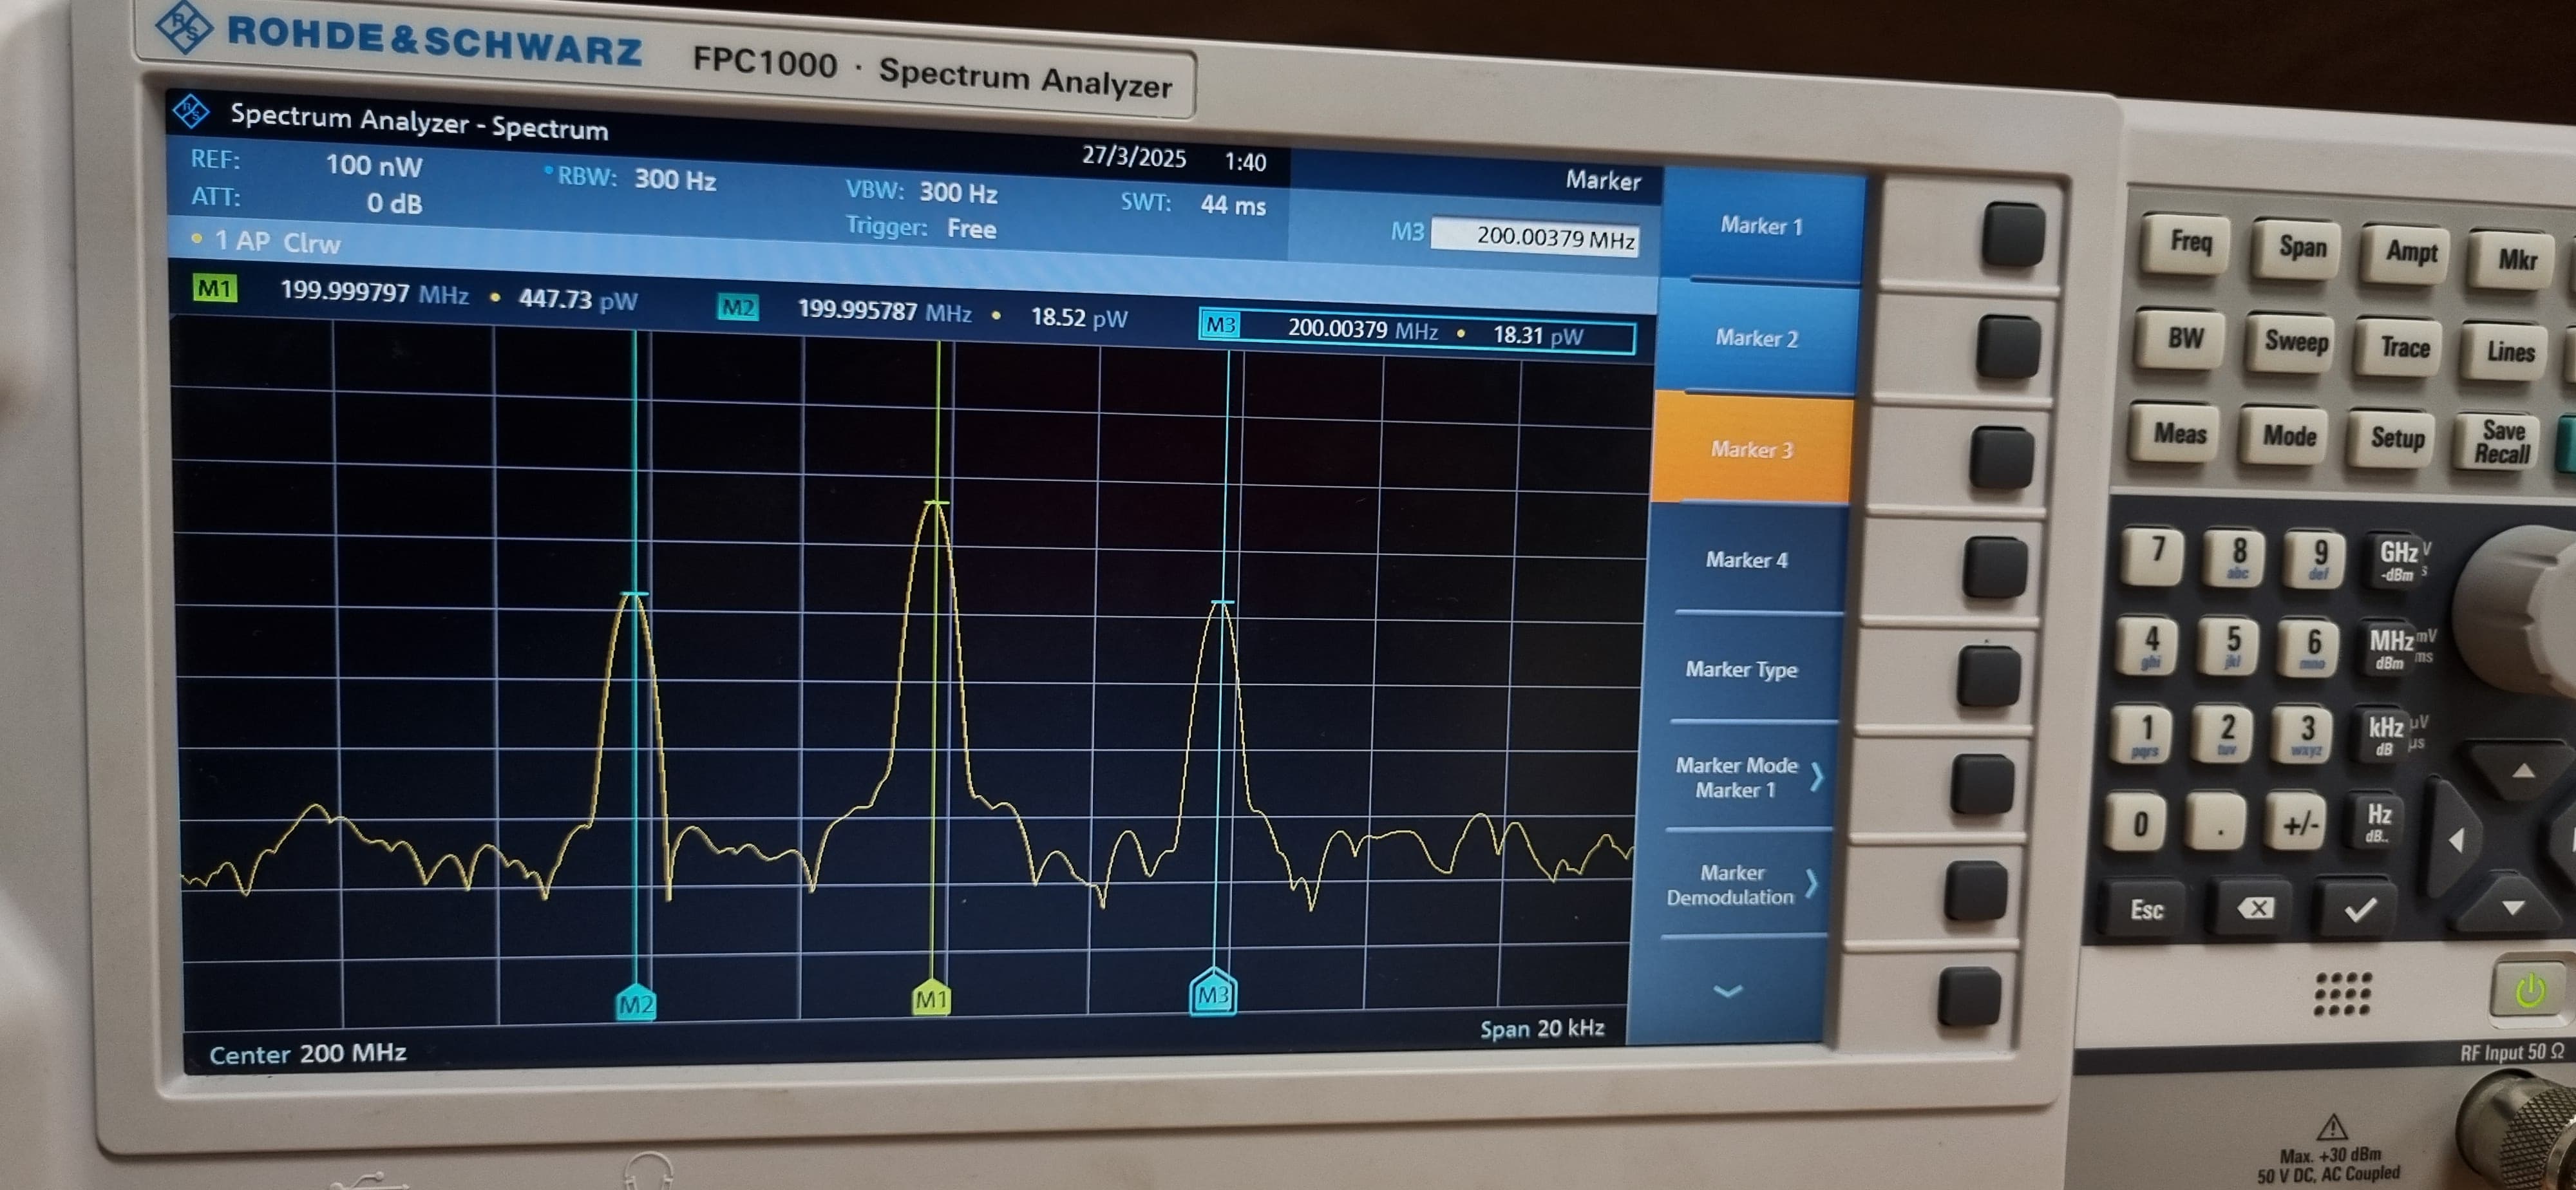 ROHDE&SCHWARZ FPC1000 · Spectrum Analyzer
Spectrum Analyzer - Spectrum
27/3/2025 1:40
REF: 100 nW
ATT: 0 dB
RBW: 300 Hz
VBW: 300 Hz
Trigger: Free
SWT: 44 ms
Marker
M3 200.00379 MHz
1 AP Clrw
M1 199.999797 MHz • 447.73 pW
M2 199.995787 MHz • 18.52 pW
M3 200.00379 MHz • 18.31 pW
M2
M1
M3
Center 200 MHz
Span 20 kHz
Marker 1
Marker 2
Marker 3
Marker 4
Marker Type
Marker Mode
Marker 1
Marker
Demodulation
Freq Span Ampt Mkr
BW Sweep Trace Lines
Meas Mode Setup Save
Recall
7 8 9 GHz V
abc def -dBm s
4 5 6 MHz mV
ghi jkl mno dBm ms
1 2 3 kHz µV
pqrs tuv wxyz dB µs
0 . +/- Hz
dB..
Esc
RF Input 50 Ω
Max. +30 dBm
50 V DC, AC Coupled